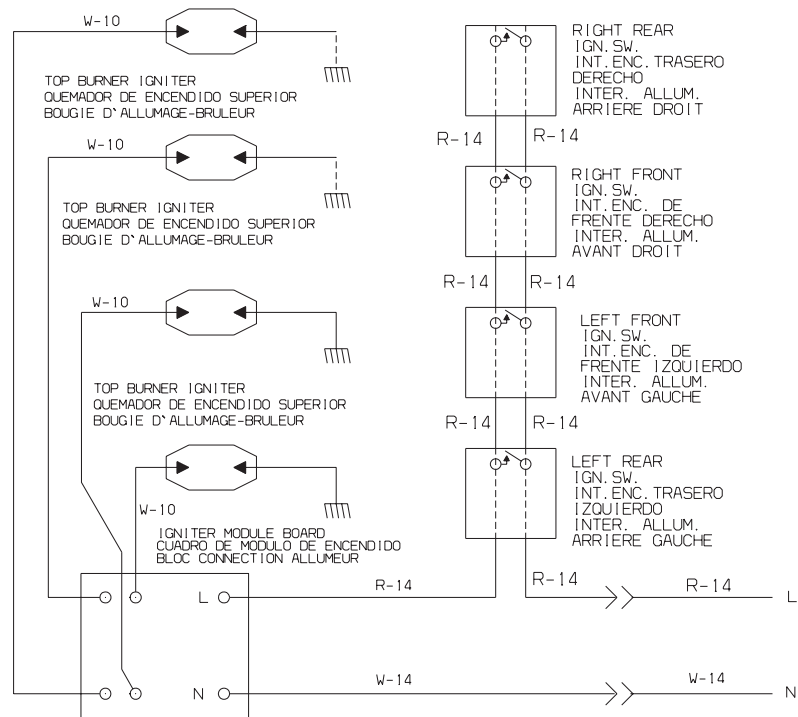 W-10
TOP BURNER IGNITER
QUEMADOR DE ENCENDIDO SUPERIOR
BOUGIE D`ALLUMAGE-BRULEUR
W-10
TOP BURNER IGNITER
QUEMADOR DE ENCENDIDO SUPERIOR
BOUGIE D`ALLUMAGE-BRULEUR
W-10
TOP BURNER IGNITER
QUEMADOR DE ENCENDIDO SUPERIOR
BOUGIE D`ALLUMAGE-BRULEUR
W-10
IGNITER MODULE BOARD
CUADRO DE MODULO DE ENCENDIDO
BLOC CONNECTION ALLUMEUR
RIGHT REAR
IGN.SW.
INT.ENC.TRASERO
DERECHO
INTER. ALLUM.
ARRIERE DROIT
R-14 R-14
RIGHT FRONT
IGN.SW.
INT.ENC. DE
FRENTE DERECHO
INTER. ALLUM.
AVANT DROIT
R-14 R-14
LEFT FRONT
IGN.SW.
INT.ENC. DE
FRENTE IZQUIERDO
INTER. ALLUM.
AVANT GAUCHE
R-14 R-14
LEFT REAR
IGN.SW.
INT.ENC.TRASERO
IZQUIERDO
INTER. ALLUM.
ARRIERE GAUCHE
L R-14 R-14 R-14 L
N W-14 W-14 N